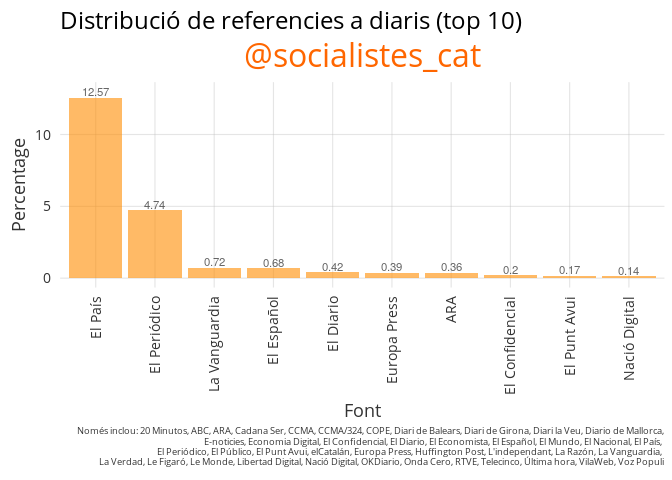 Distribució de referencies a diaris (top 10)
@socialistes_cat
Percentage
10
5
0
12.57
4.74
0.72
0.68
0.42
0.39
0.36
0.2
0.17
0.14
El País
El Periódico
La Vanguardia
El Español
El Diario
Europa Press
ARA
El Confidencial
El Punt Avui
Nació Digital
Font
Només inclou: 20 Minutos, ABC, ARA, Cadana Ser, CCMA, CCMA/324, COPE, Diari de Balears, Diari de Girona, Diari la Veu, Diario de Mallorca,
E-noticies, Economia Digital, El Confidencial, El Diario, El Economista, El Español, El Mundo, El Nacional, El País,
El Periódico, El Público, El Punt Avui, elCatalán, Europa Press, Huffington Post, L'independant, La Razón, La Vanguardia,
La Verdad, Le Figaró, Le Monde, Libertad Digital, Nació Digital, OKDiario, Onda Cero, RTVE, Telecinco, Última hora, VilaWeb, Voz Populi